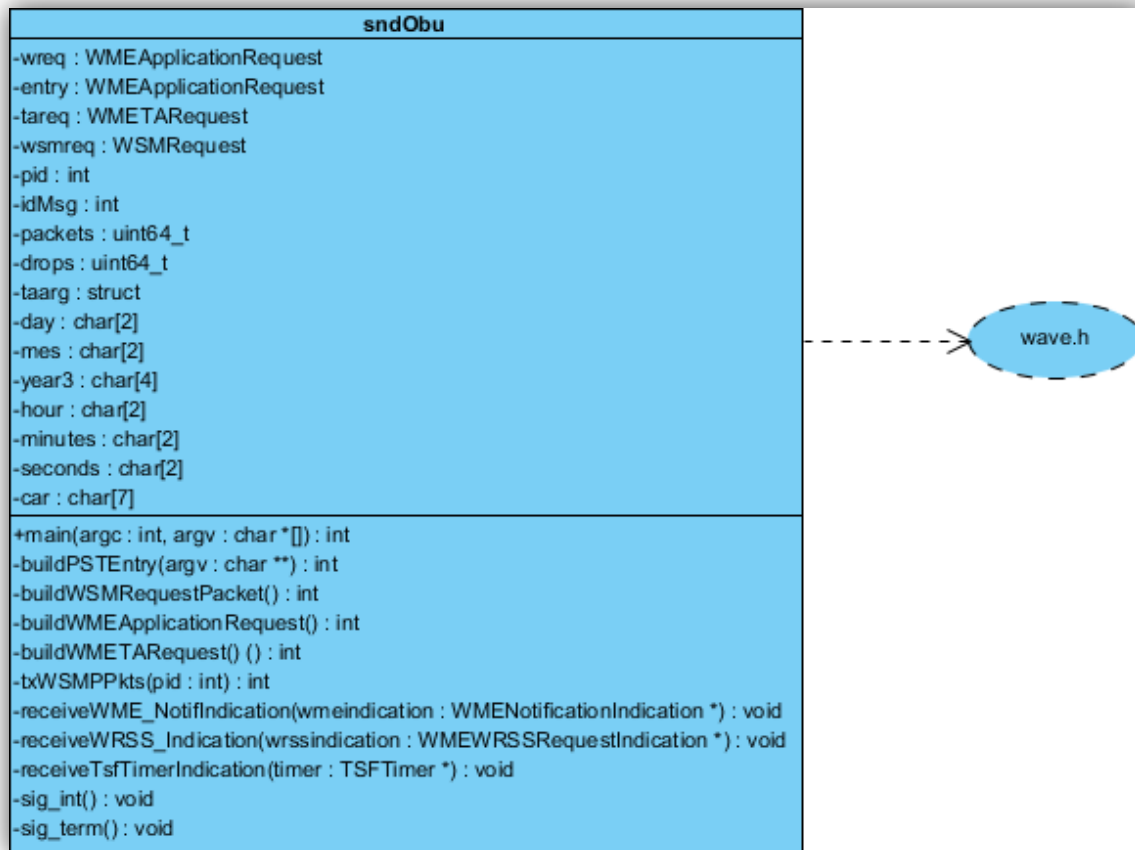 sndObu
-wreq : WMEApplicationRequest
-entry : WMEApplicationRequest
-tareq : WMETARequest
-wsmreq : WSMRequest
-pid : int
-idMsg : int
-packets : uint64_t
-drops : uint64_t
-taarg : struct
-day : char[2]
-mes : char[2]
-year3 : char[4]
-hour : char[2]
-minutes : char[2]
-seconds : char[2]
-car : char[7]
+main(argc : int, argv : char *[]) : int
-buildPSTEntry(argv : char **) : int
-buildWSMRequestPacket() : int
-buildWMEApplicationRequest() : int
-buildWMETARequest() () : int
-txWSMPPkts(pid : int) : int
-receiveWME_NotifIndication(wmeindication : WMENotificationIndication *) : void
-receiveWRSS_Indication(wrssindication : WMEWRSSRequestIndication *) : void
-receiveTsfTimerIndication(timer : TSFTimer *) : void
-sig_int() : void
-sig_term() : void
wave.h